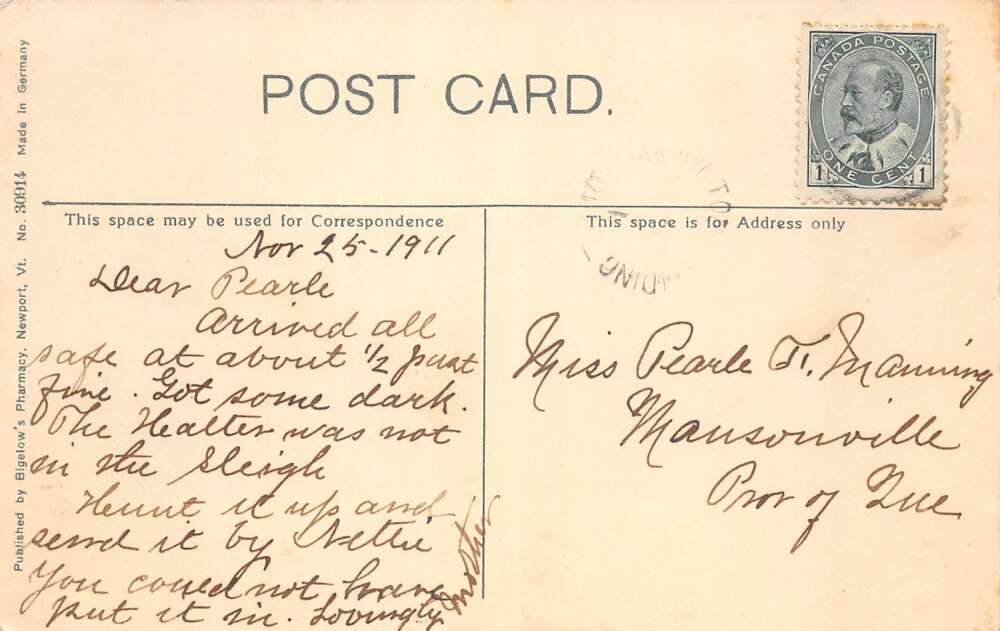 POST CARD.
CANADA POSTAGE
1 ONE CENT 1
This space may be used for Correspondence
This space is for Address only
Nov 25-1911
Dear Pearle
Arrived all
safe at about 1/2 past
five. Got some dark.
The Healter was not
in the sleigh
Hunt it up and
send it by Nettie
You could not have
put it in. Lovingly
Mother
Miss Pearle F. Manning
Mansonville
Prov of Que
Published by Bigelow's Pharmacy, Newport, Vt. No. 30914 Made in Germany